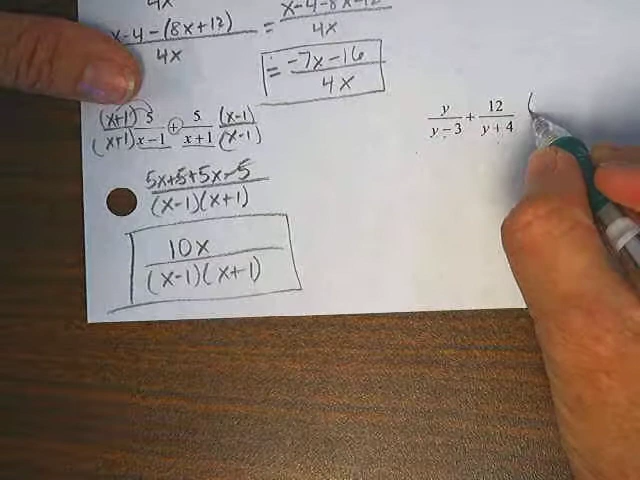 4x
x-4-(8x+12) / 4x = x-4-8x-12 / 4x
= -7x-16 / 4x
(x+1) 5 / (x+1) x-1 + 5 (x-1) / x+1 (x-1)
5x+5+5x-5 / (x-1)(x+1)
10x / (x-1)(x+1)
y / y-3 + 12 / y+4 (